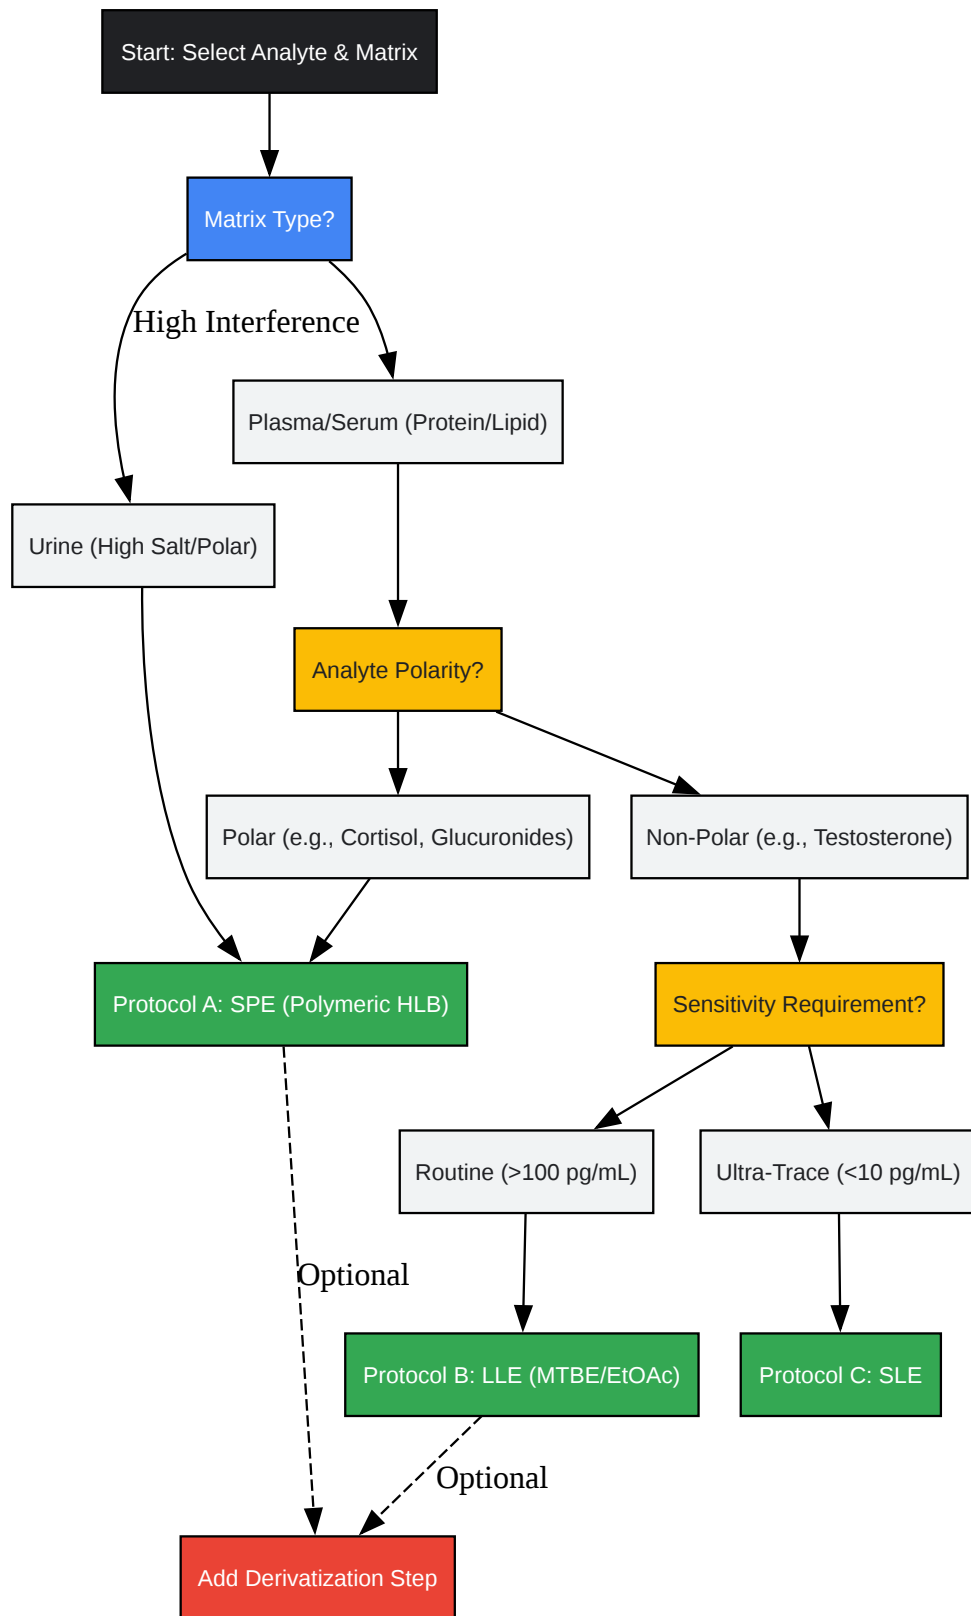 Start: Select Analyte & Matrix
Matrix Type?
High Interference
Plasma/Serum (Protein/Lipid)
Urine (High Salt/Polar)
Analyte Polarity?
Polar (e.g., Cortisol, Glucuronides)
Non-Polar (e.g., Testosterone)
Protocol A: SPE (Polymeric HLB)
Sensitivity Requirement?
Routine (>100 pg/mL)
Ultra-Trace (<10 pg/mL)
Optional
Protocol B: LLE (MTBE/EtOAc)
Protocol C: SLE
Optional
Add Derivatization Step